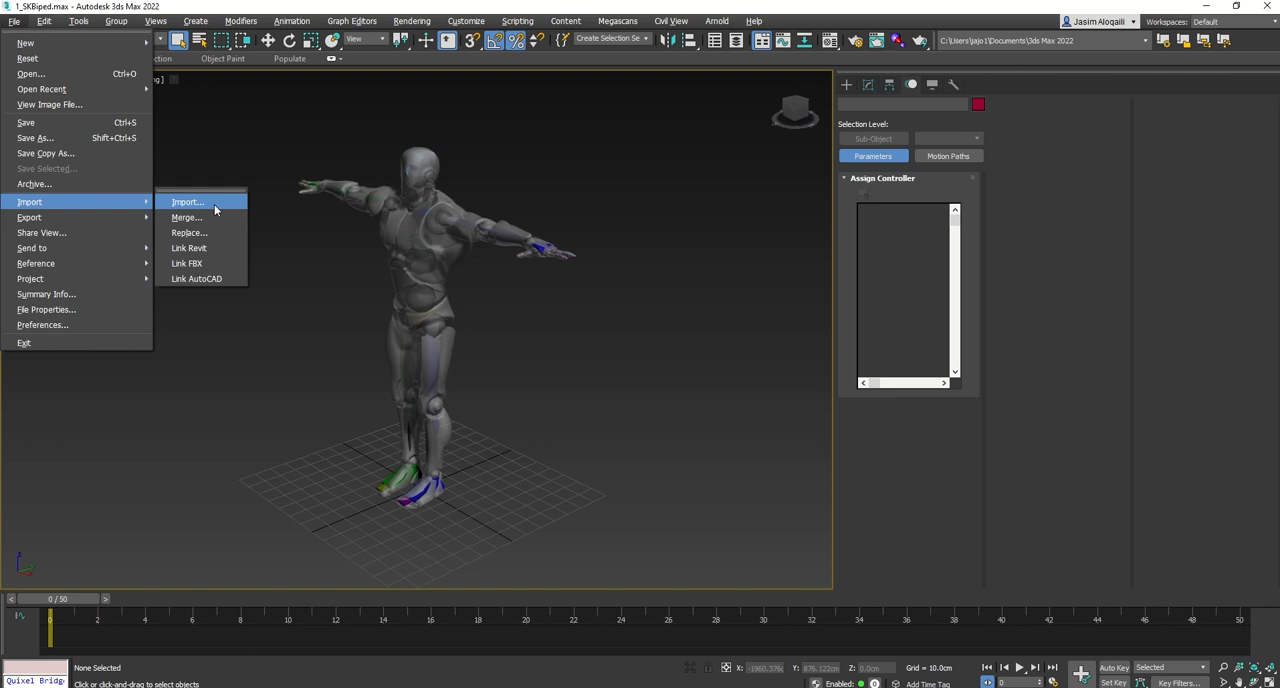 1_SKBiped.max - Autodesk 3ds Max 2022
File Edit Tools Group Views Create Modifiers Animation Graph Editors Rendering Customize Scripting Content Megascans Civil View Arnold Help Jasim Aloqaili Workspaces: Default
View Create Selection Se C:\Users\jajo1\Documents\3ds Max 2022
Object Paint Populate
New
Reset
Open... Ctrl+O
Open Recent
View Image File...
Save Ctrl+S
Save As... Shift+Ctrl+S
Save Copy As...
Save Selected...
Archive...
Import
Export
Share View...
Send to
Reference
Project
Summary Info...
File Properties...
Preferences...
Exit
Import...
Merge...
Replace...
Link Revit
Link FBX
Link AutoCAD
Selection Level:
Sub-Object
Parameters Motion Paths
Assign Controller
< 0 / 50 >
0 2 4 6 8 10 12 14 16 18 20 22 24 26 28 30 32 34 36 38 40 42 44 46 48 50
None Selected X: -1960.376c Y: 976.122cm Z: 0.0cm Grid = 10.0cm Auto Key Selected
Quixel Bridg Click or click-and-drag to select objects Enabled: 0 Add Time Tag 0 Set Key Key Filters...